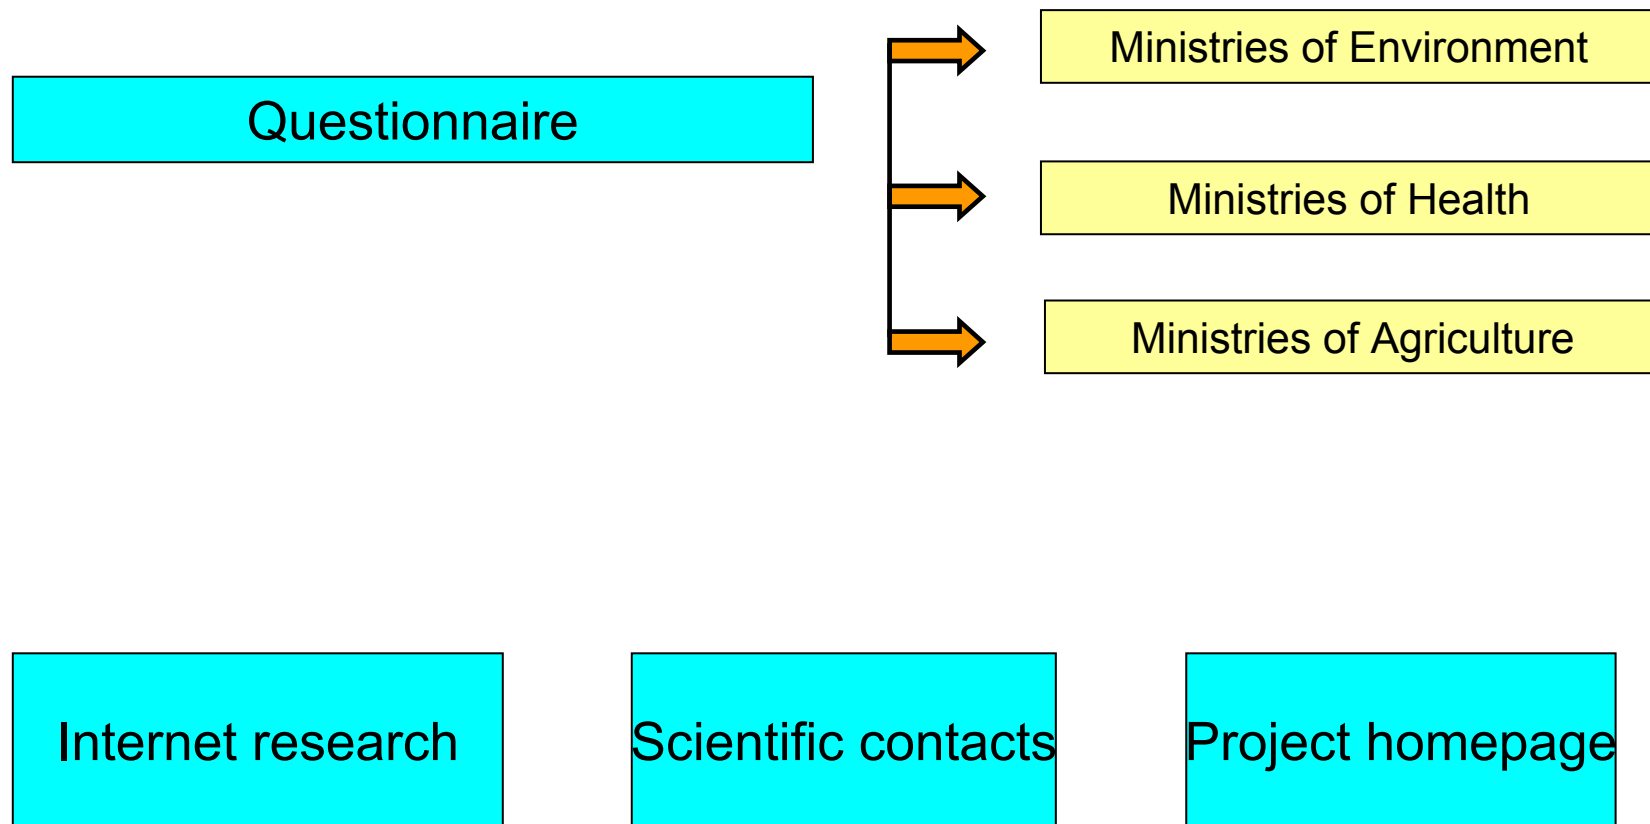 Ministries of Environment
Questionnaire
Ministries of Health
Ministries of Agriculture
Internet research
Scientific contacts
Project homepage